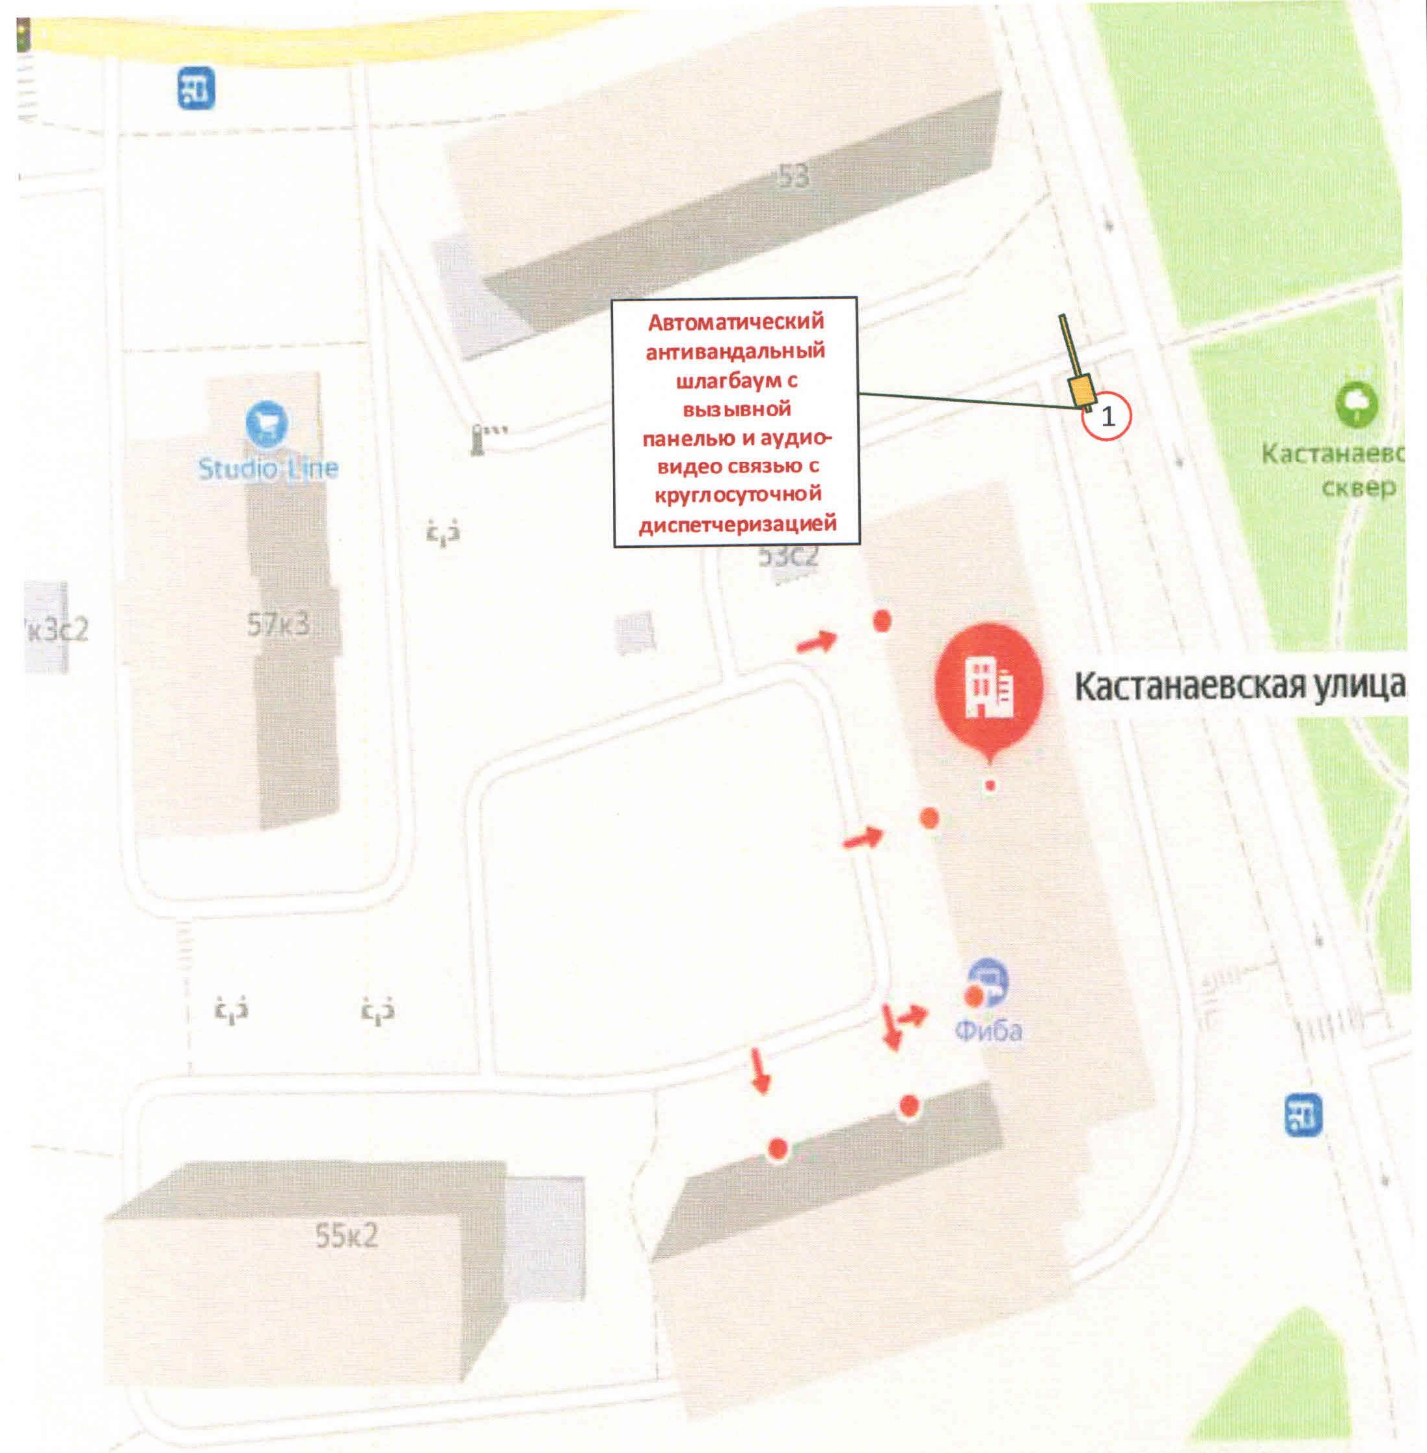 53
Автоматический
антивандальный
шлагбаум с
вызывной
панелью и аудио-
видео связью с
круглосуточной
диспетчеризацией
1
Studio Line
Кастанаевс
сквер
53с2
57к3
к3с2
Кастанаевская улица
Фиба
55к2